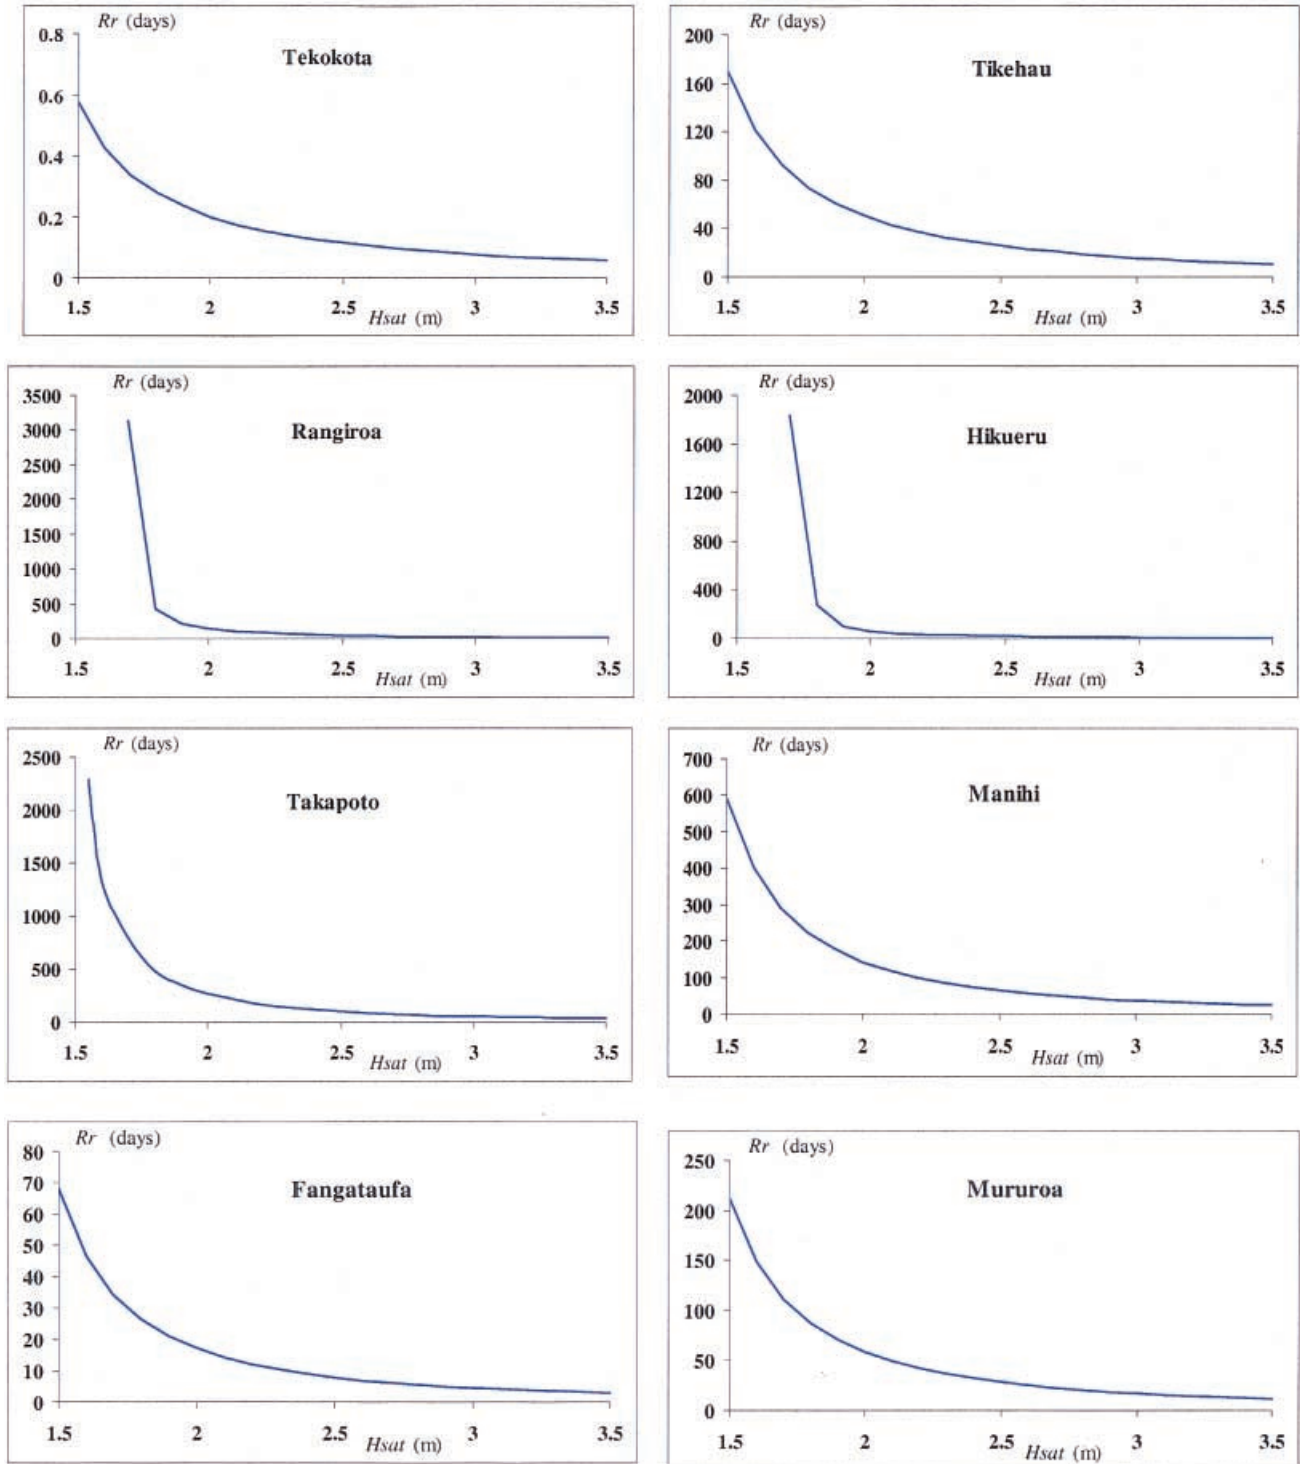 Rr (days)
Tekokota
0.8
0.6
0.4
0.2
0
1.5 2 2.5 3 3.5
Hsat (m)
Rr (days)
Tikehau
200
160
120
80
40
0
1.5 2 2.5 3 3.5
Hsat (m)
Rr (days)
Rangiroa
3500
3000
2500
2000
1500
1000
500
0
1.5 2 2.5 3 3.5
Hsat (m)
Rr (days)
Hikueru
2000
1600
1200
800
400
0
1.5 2 2.5 3 3.5
Hsat (m)
Rr (days)
Takapoto
2500
2000
1500
1000
500
0
1.5 2 2.5 3 3.5
Hsat (m)
Rr (days)
Manihi
700
600
500
400
300
200
100
0
1.5 2 2.5 3 3.5
Hsat (m)
Rr (days)
Fangataufa
80
70
60
50
40
30
20
10
0
1.5 2 2.5 3 3.5
Hsat (m)
Rr (days)
Mururoa
250
200
150
100
50
0
1.5 2 2.5 3 3.5
Hsat (m)